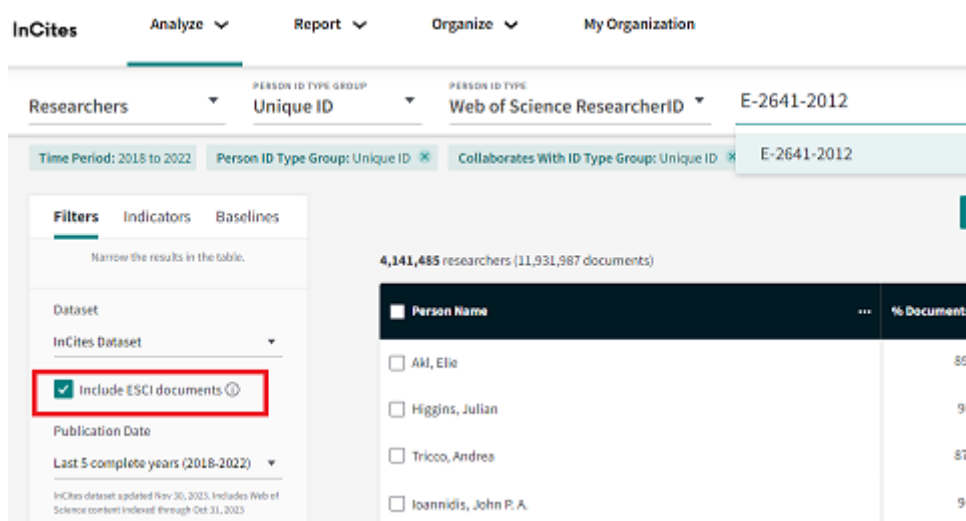 InCites
Analyze
Report
Organize
My Organization
Researchers
PERSON ID TYPE GROUP
Unique ID
PERSON ID TYPE
Web of Science ResearcherID
E-2641-2012
E-2641-2012
Time Period: 2018 to 2022
Person ID Type Group: Unique ID
Collaborates With ID Type Group: Unique ID
Filters Indicators Baselines
Narrow the results in the table.
4,141,485 researchers (11,931,987 documents)
Dataset
InCites Dataset
Include ESCI documents
Publication Date
Last 5 complete years (2018-2022)
InCites dataset updated Nov 30, 2023. Includes Web of
Science content indexed through Oct 31, 2023
Person Name ... % Document
Akl, Elie
Higgins, Julian
Tricco, Andrea
Ioannidis, John P. A.